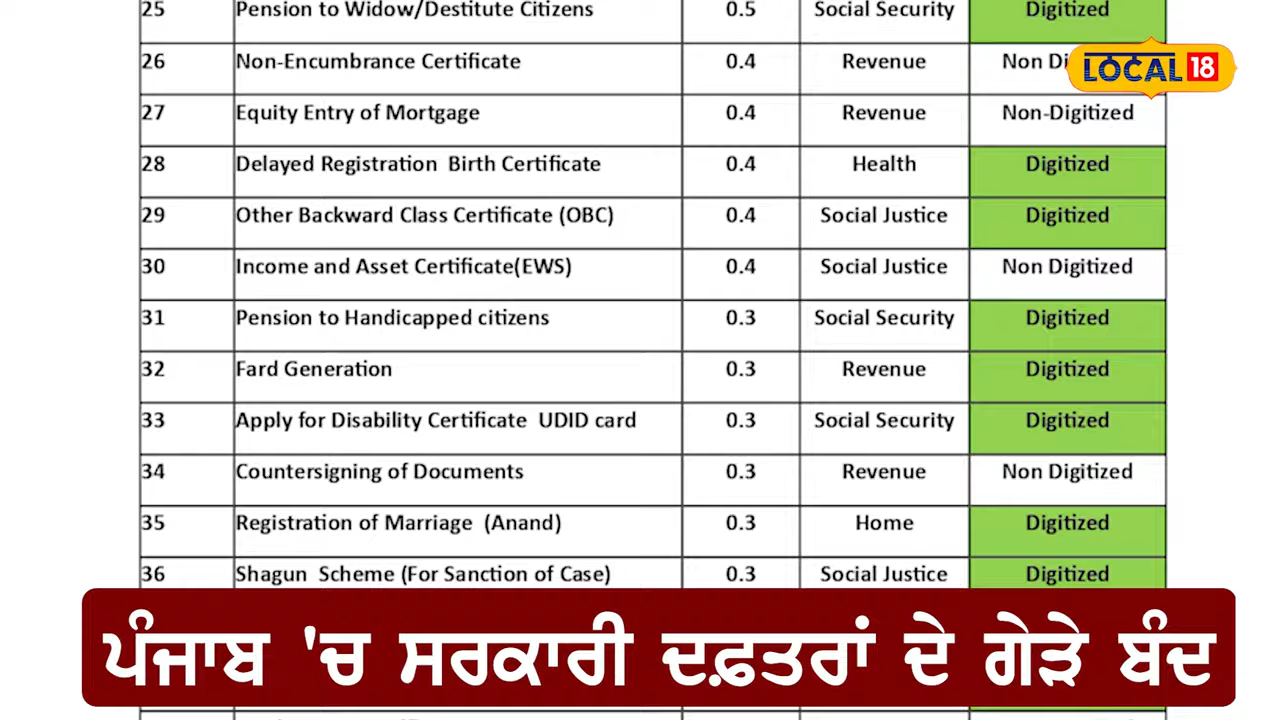 25 Pension to Widow/Destitute Citizens 0.5 Social Security Digitized
26 Non-Encumbrance Certificate 0.4 Revenue Non
LOCAL 18
27 Equity Entry of Mortgage 0.4 Revenue Non-Digitized
28 Delayed Registration Birth Certificate 0.4 Health Digitized
29 Other Backward Class Certificate (OBC) 0.4 Social Justice Digitized
30 Income and Asset Certificate(EWS) 0.4 Social Justice Non Digitized
31 Pension to Handicapped citizens 0.3 Social Security Digitized
32 Fard Generation 0.3 Revenue Digitized
33 Apply for Disability Certificate UDID card 0.3 Social Security Digitized
34 Countersigning of Documents 0.3 Revenue Non Digitized
35 Registration of Marriage (Anand) 0.3 Home Digitized
36 Shagun Scheme (For Sanction of Case) 0.3 Social Justice Digitized
ਪੰਜਾਬ 'ਚ ਸਰਕਾਰੀ ਦਫ਼ਤਰਾਂ ਦੇ ਗੇੜੇ ਬੰਦ